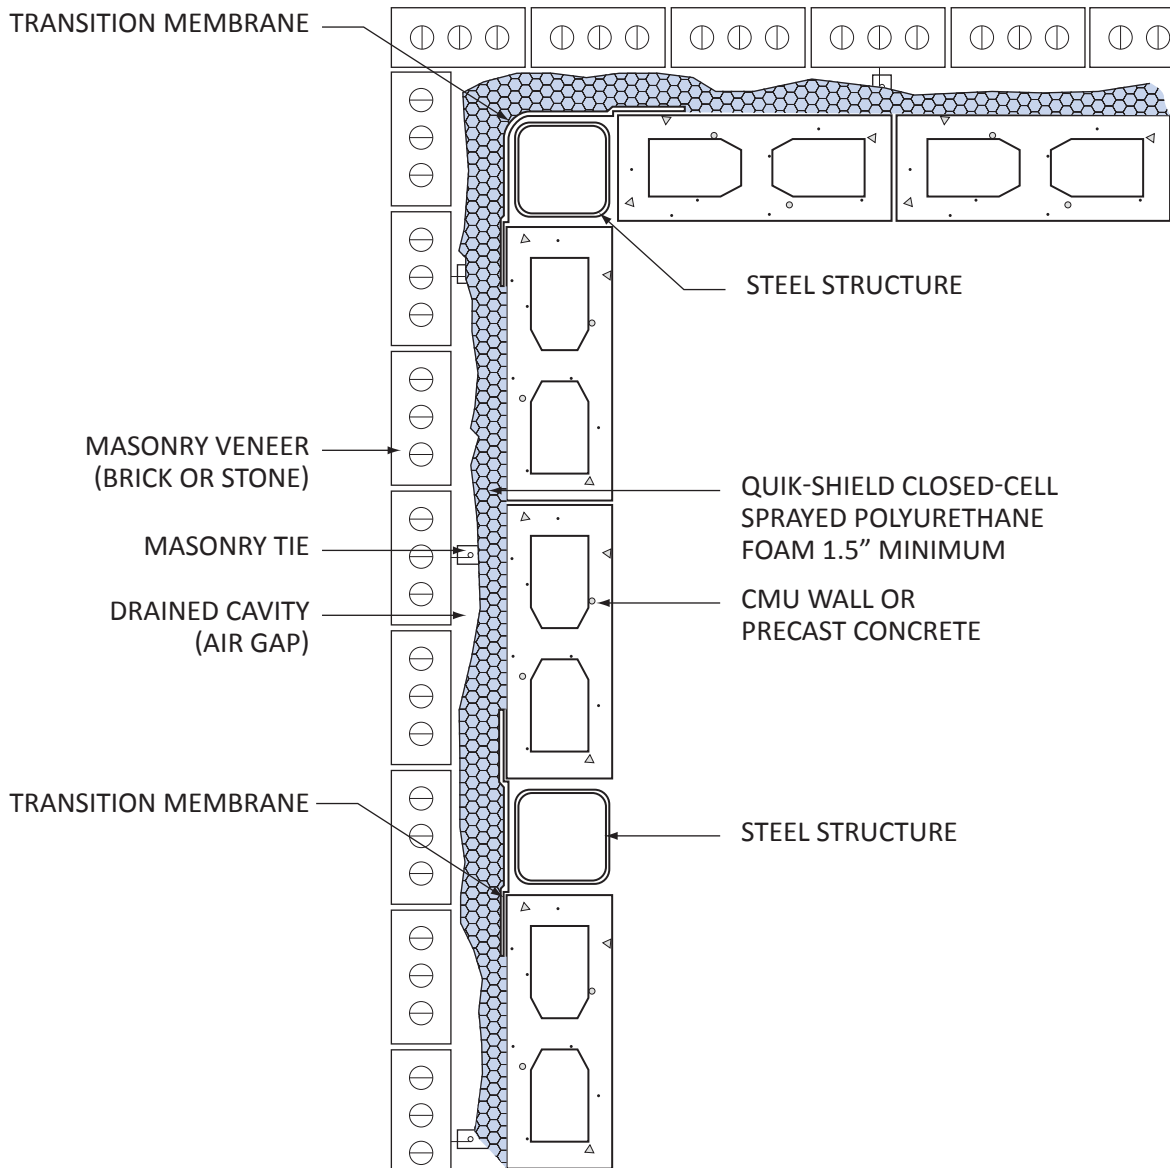 TRANSITION MEMBRANE
STEEL STRUCTURE
MASONRY VENEER
(BRICK OR STONE)
QUIK-SHIELD CLOSED-CELL
SPRAYED POLYURETHANE
FOAM 1.5” MINIMUM
MASONRY TIE
DRAINED CAVITY
(AIR GAP)
CMU WALL OR
PRECAST CONCRETE
TRANSITION MEMBRANE
STEEL STRUCTURE